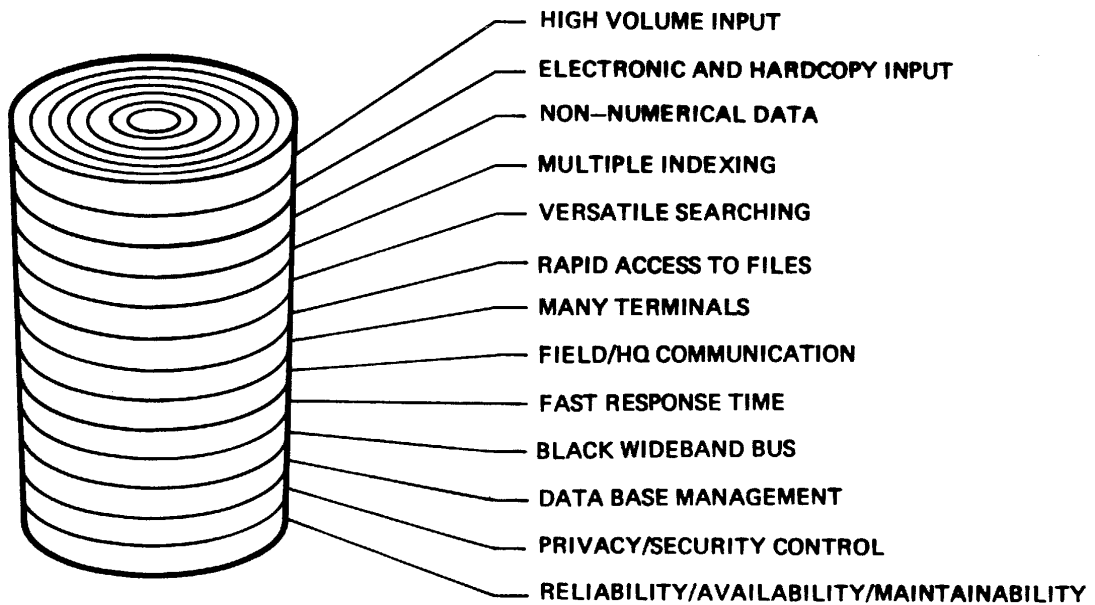 HIGH VOLUME INPUT
ELECTRONIC AND HARDCOPY INPUT
NON–NUMERICAL DATA
MULTIPLE INDEXING
VERSATILE SEARCHING
RAPID ACCESS TO FILES
MANY TERMINALS
FIELD/HQ COMMUNICATION
FAST RESPONSE TIME
BLACK WIDEBAND BUS
DATA BASE MANAGEMENT
PRIVACY/SECURITY CONTROL
RELIABILITY/AVAILABILITY/MAINTAINABILITY